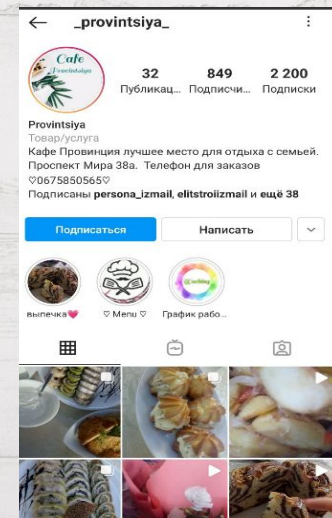 _provintsiya_
Cafe
Provintsiya
32 849 2 200
Публикац... Подписчи... Подписки
Provintsiya
Товар/услуга
Кафе Провинция лучшее место для отдыха с семьей.
Проспект Мира 38а. Телефон для заказов
♡0675850565♡
Подписаны persona_izmail, elitstroiizmail и ещё 38
Подписаться Написать
выпечка❤ ♡ Menu ♡ График рабо...